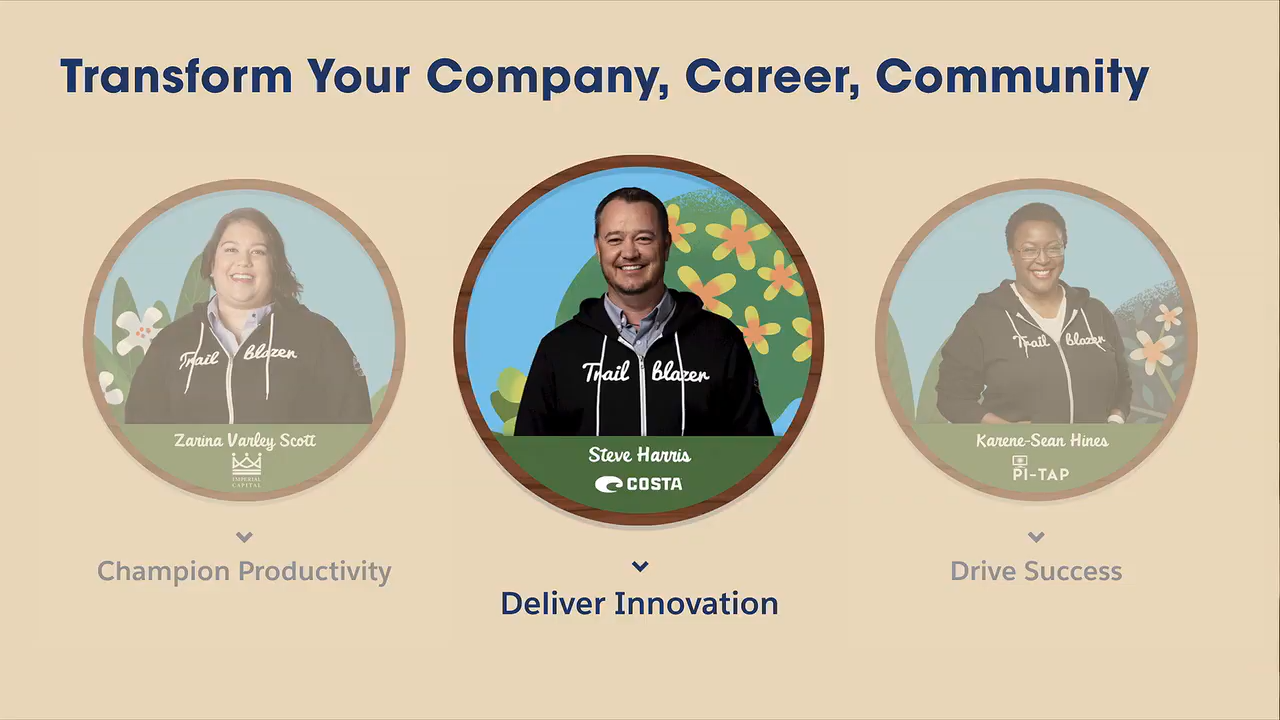 Transform Your Company, Career, Community
Trail blazer
Zarina Varley Scott
IMPERIAL
CAPITAL
Champion Productivity
Trail blazer
Steve Harris
COSTA
Deliver Innovation
Trail blazer
Karene-Sean Hines
PI-TAP
Drive Success